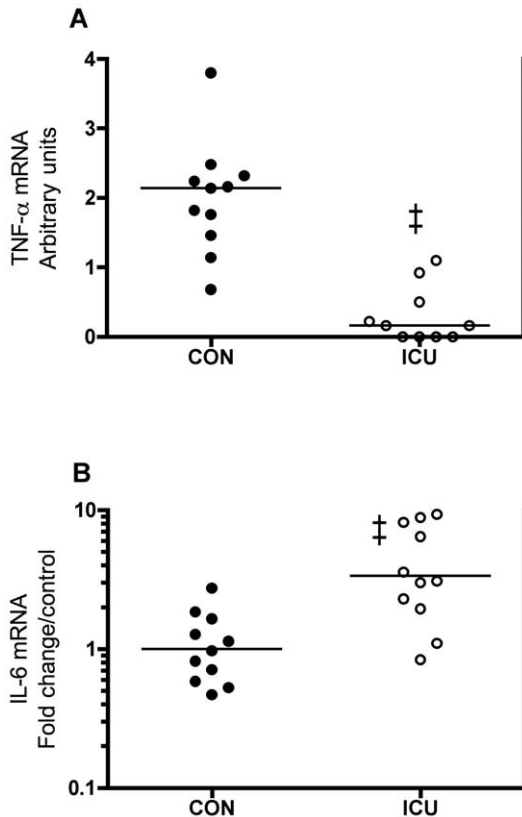 A
TNF-α mRNA
Arbitrary units
4
3
2
1
0
‡
CON
ICU
B
IL-6 mRNA
Fold change/control
10
1
0.1
‡
CON
ICU